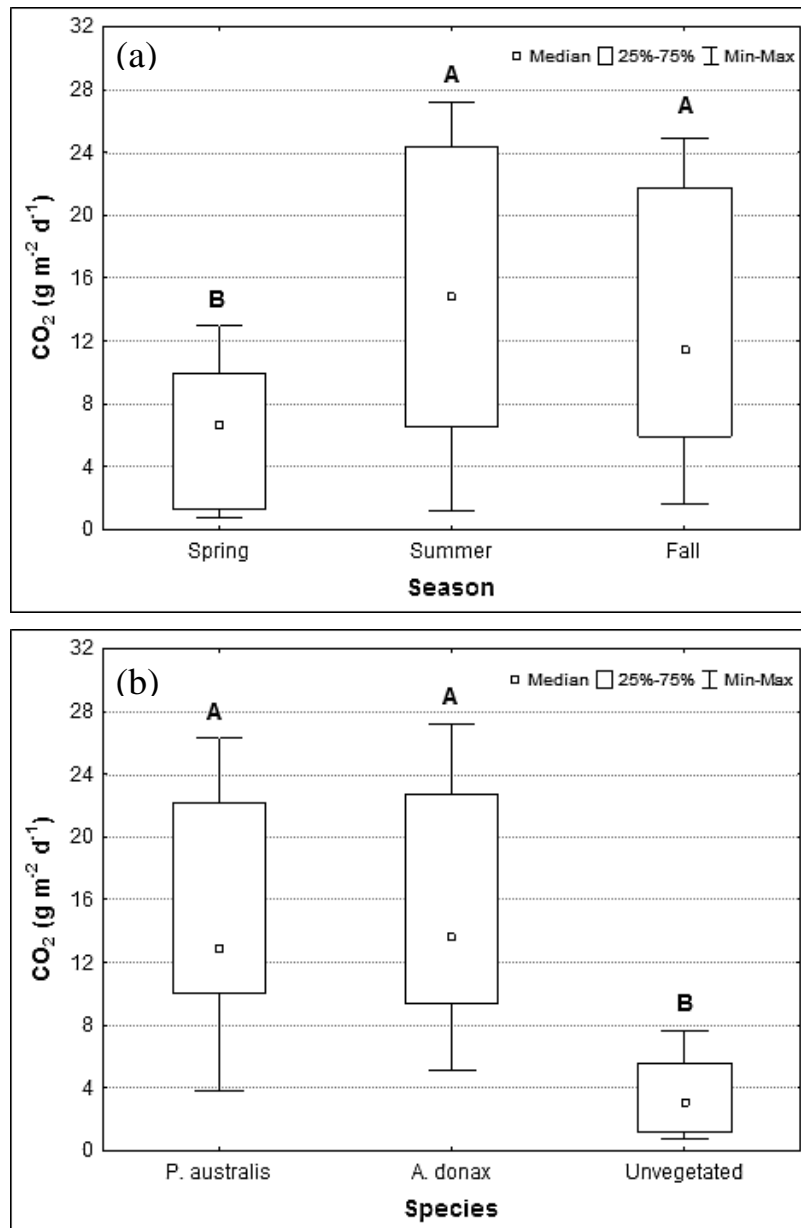 (a)
Median 25%-75% Min-Max
CO₂ (g m⁻² d⁻¹)
32
28
24
20
16
12
8
4
0
B
A
A
Spring Summer Fall
Season
(b)
Median 25%-75% Min-Max
CO₂ (g m⁻² d⁻¹)
32
28
24
20
16
12
8
4
0
A
A
B
P. australis A. donax Unvegetated
Species